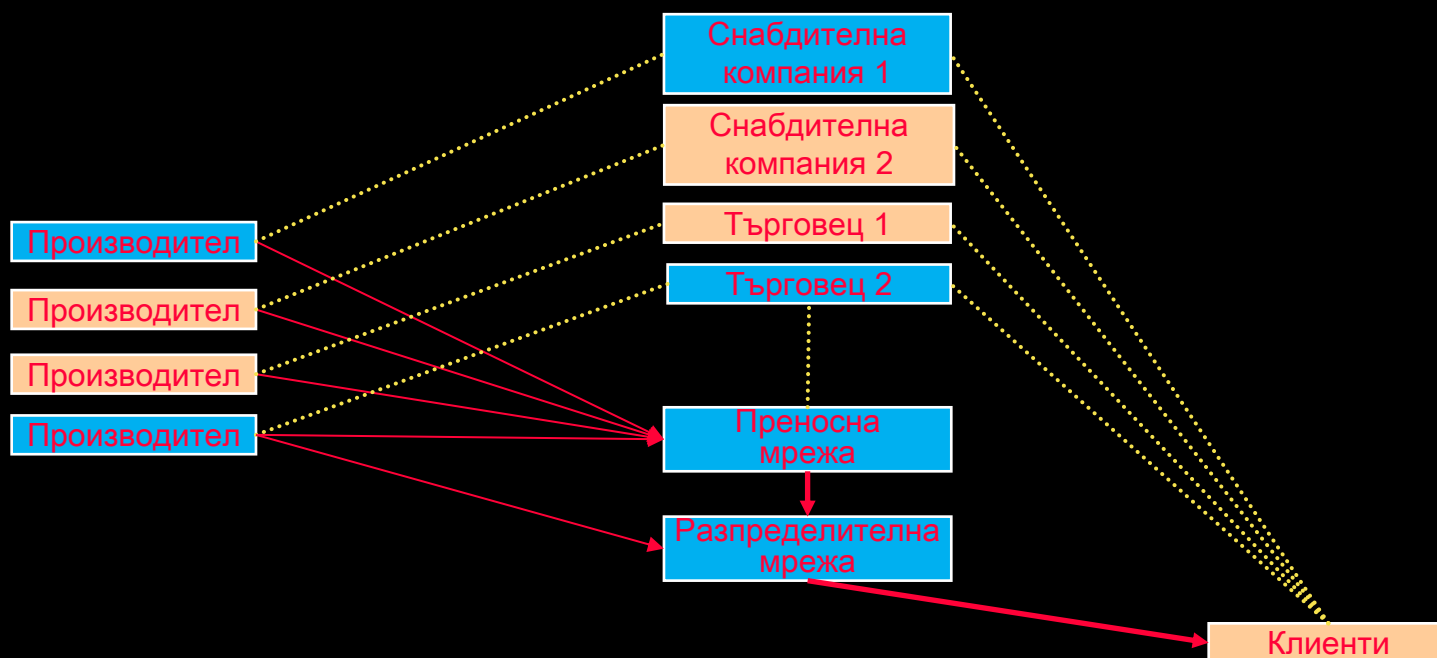 Снабдителна
компания 1
Снабдителна
компания 2
Търговец 1
Производител
Търговец 2
Производител
Производител
Производител
Преносна
мрежа
Разпределителна
мрежа
Клиенти